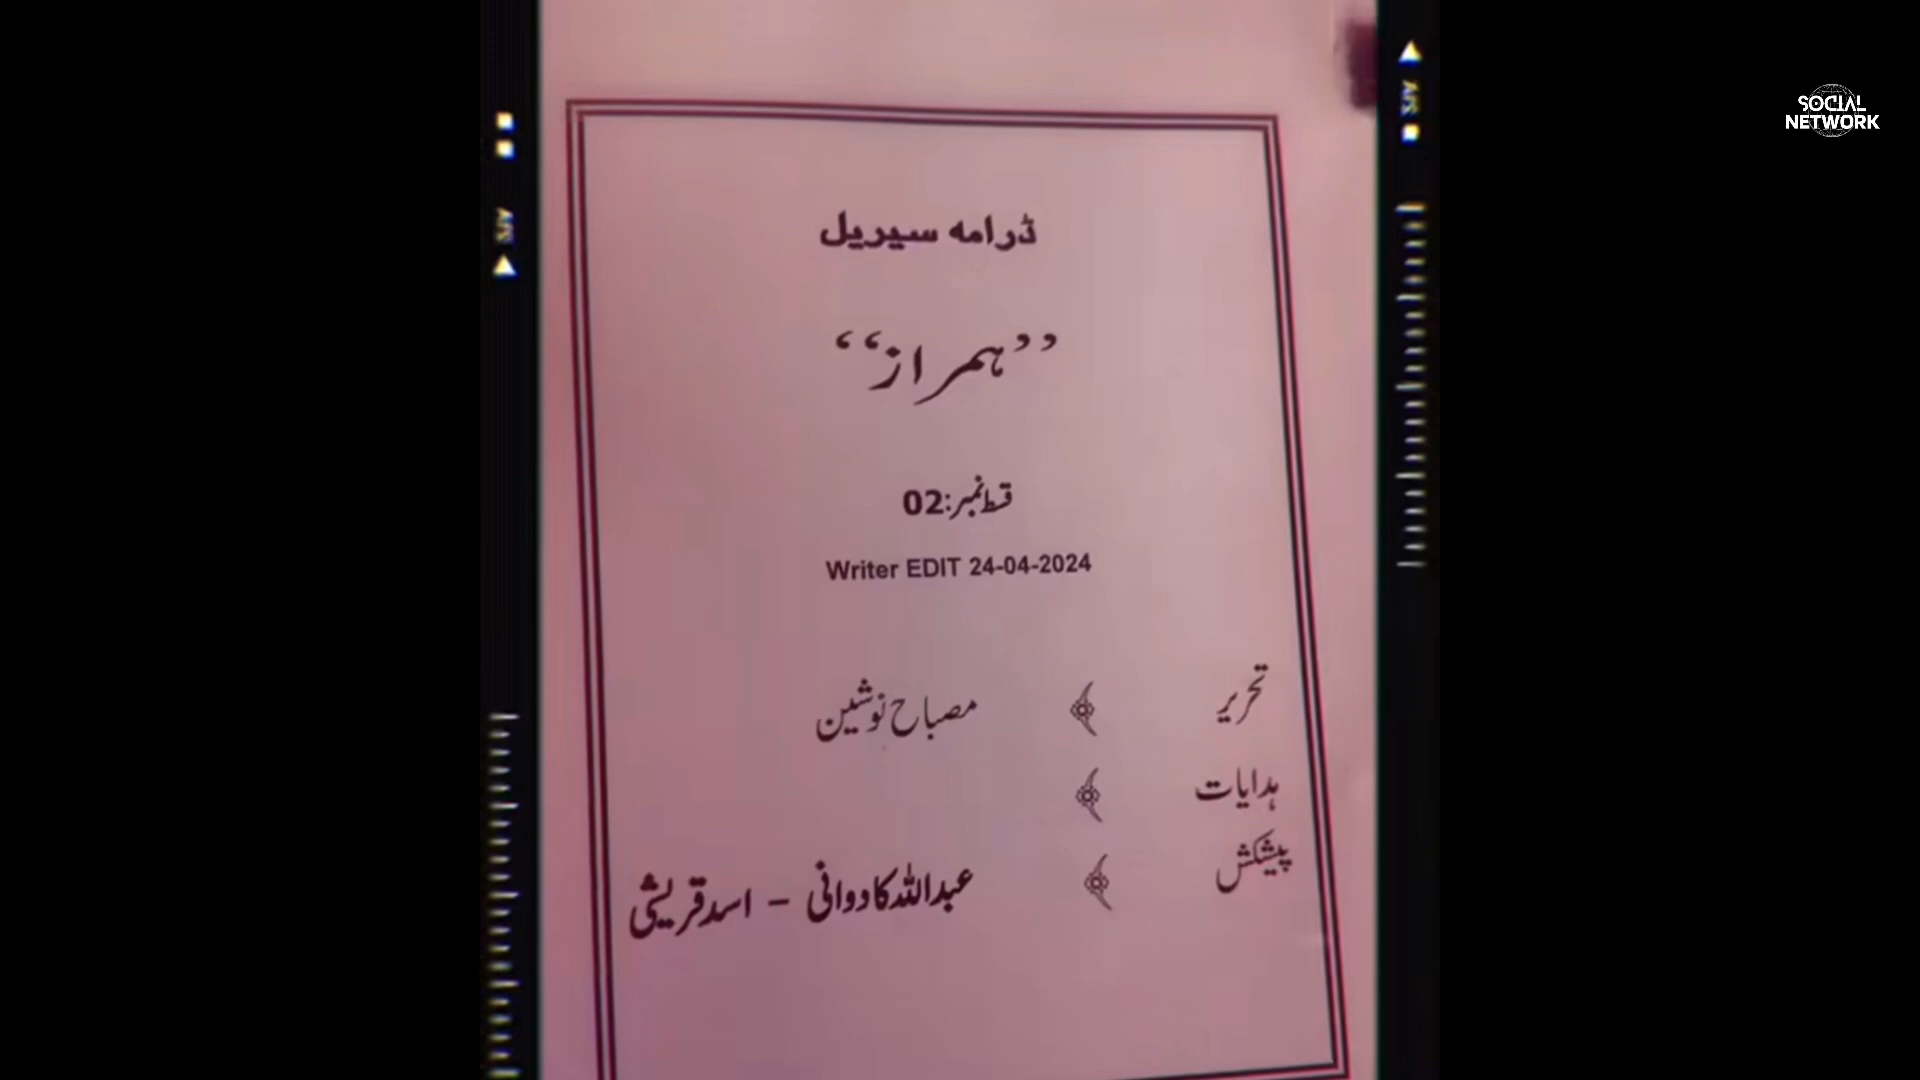 SOCIAL
NETWORK
ڈرامہ سیریل
’’ہمراز‘‘
قسط نمبر:02
Writer EDIT 24-04-2024
تحریر مصباح نوشین
ہدایات
پیشکش عبداللہ کادوانی - اسد قریشی